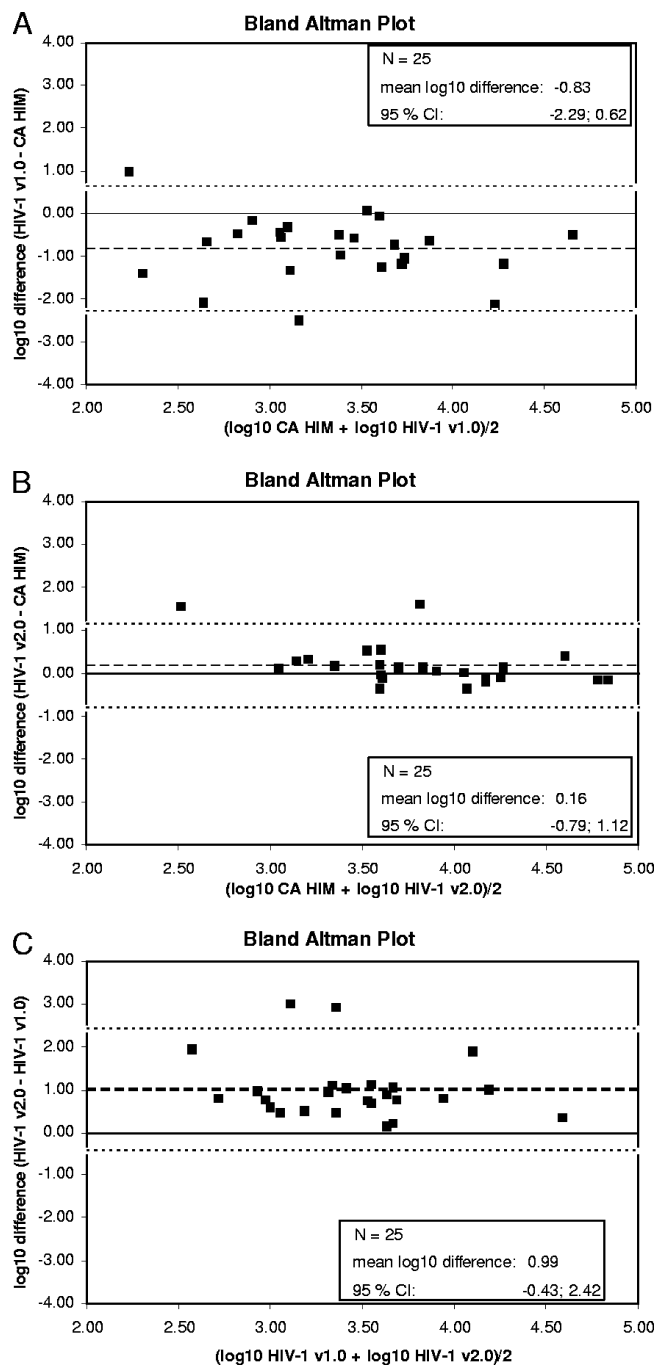 A
Bland Altman Plot
N = 25
mean log10 difference: -0.83
95 % CI: -2.29; 0.62
log10 difference (HIV-1 v1.0 - CA HIM)
4.00
3.00
2.00
1.00
0.00
-1.00
-2.00
-3.00
-4.00
2.00 2.50 3.00 3.50 4.00 4.50 5.00
(log10 CA HIM + log10 HIV-1 v1.0)/2
B
Bland Altman Plot
log10 difference (HIV-1 v2.0 - CA HIM)
4.00
3.00
2.00
1.00
0.00
-1.00
-2.00
-3.00
-4.00
N = 25
mean log10 difference: 0.16
95 % CI: -0.79; 1.12
2.00 2.50 3.00 3.50 4.00 4.50 5.00
(log10 CA HIM + log10 HIV-1 v2.0)/2
C
Bland Altman Plot
log10 difference (HIV-1 v2.0 - HIV-1 v1.0)
4.00
3.00
2.00
1.00
0.00
-1.00
-2.00
-3.00
-4.00
N = 25
mean log10 difference: 0.99
95 % CI: -0.43; 2.42
2.00 2.50 3.00 3.50 4.00 4.50 5.00
(log10 HIV-1 v1.0 + log10 HIV-1 v2.0)/2